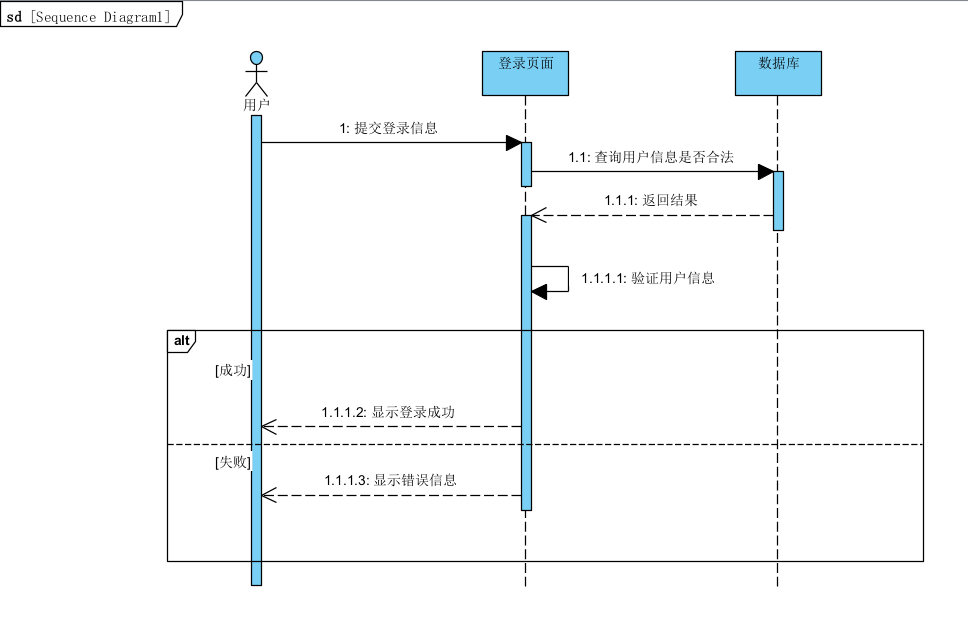 sd [Sequence Diagram1]
用户
登录页面
数据库
1: 提交登录信息
1.1: 查询用户信息是否合法
1.1.1: 返回结果
1.1.1.1: 验证用户信息
alt
[成功]
1.1.1.2: 显示登录成功
[失败]
1.1.1.3: 显示错误信息